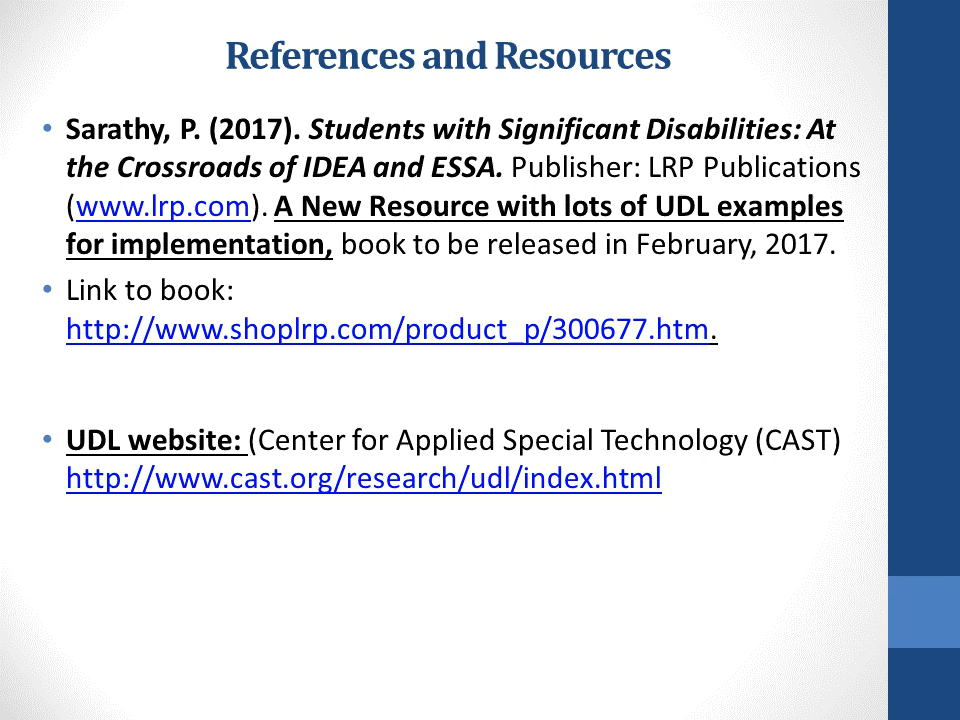 References and Resources
• Sarathy, P. (2017). Students with Significant Disabilities: At
the Crossroads of IDEA and ESSA. Publisher: LRP Publications
(www.lrp.com). A New Resource with lots of UDL examples
for implementation, book to be released in February, 2017.
• Link to book:
http://www.shoplrp.com/product_p/300677.htm.
• UDL website: (Center for Applied Special Technology (CAST)
http://www.cast.org/research/udl/index.html